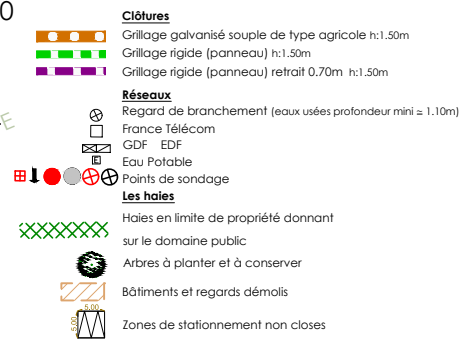 0
Clôtures
Grillage galvanisé souple de type agricole h:1.50m
Grillage rigide (panneau) h:1.50m
Grillage rigide (panneau) retrait 0.70m h:1.50m
Réseaux
Regard de branchement (eaux usées profondeur mini ≃ 1.10m)
E
France Télécom
GDF EDF
E Eau Potable
Points de sondage
Les haies
Haies en limite de propriété donnant
sur le domaine public
Arbres à planter et à conserver
Bâtiments et regards démolis
5.00
5.00
Zones de stationnement non closes